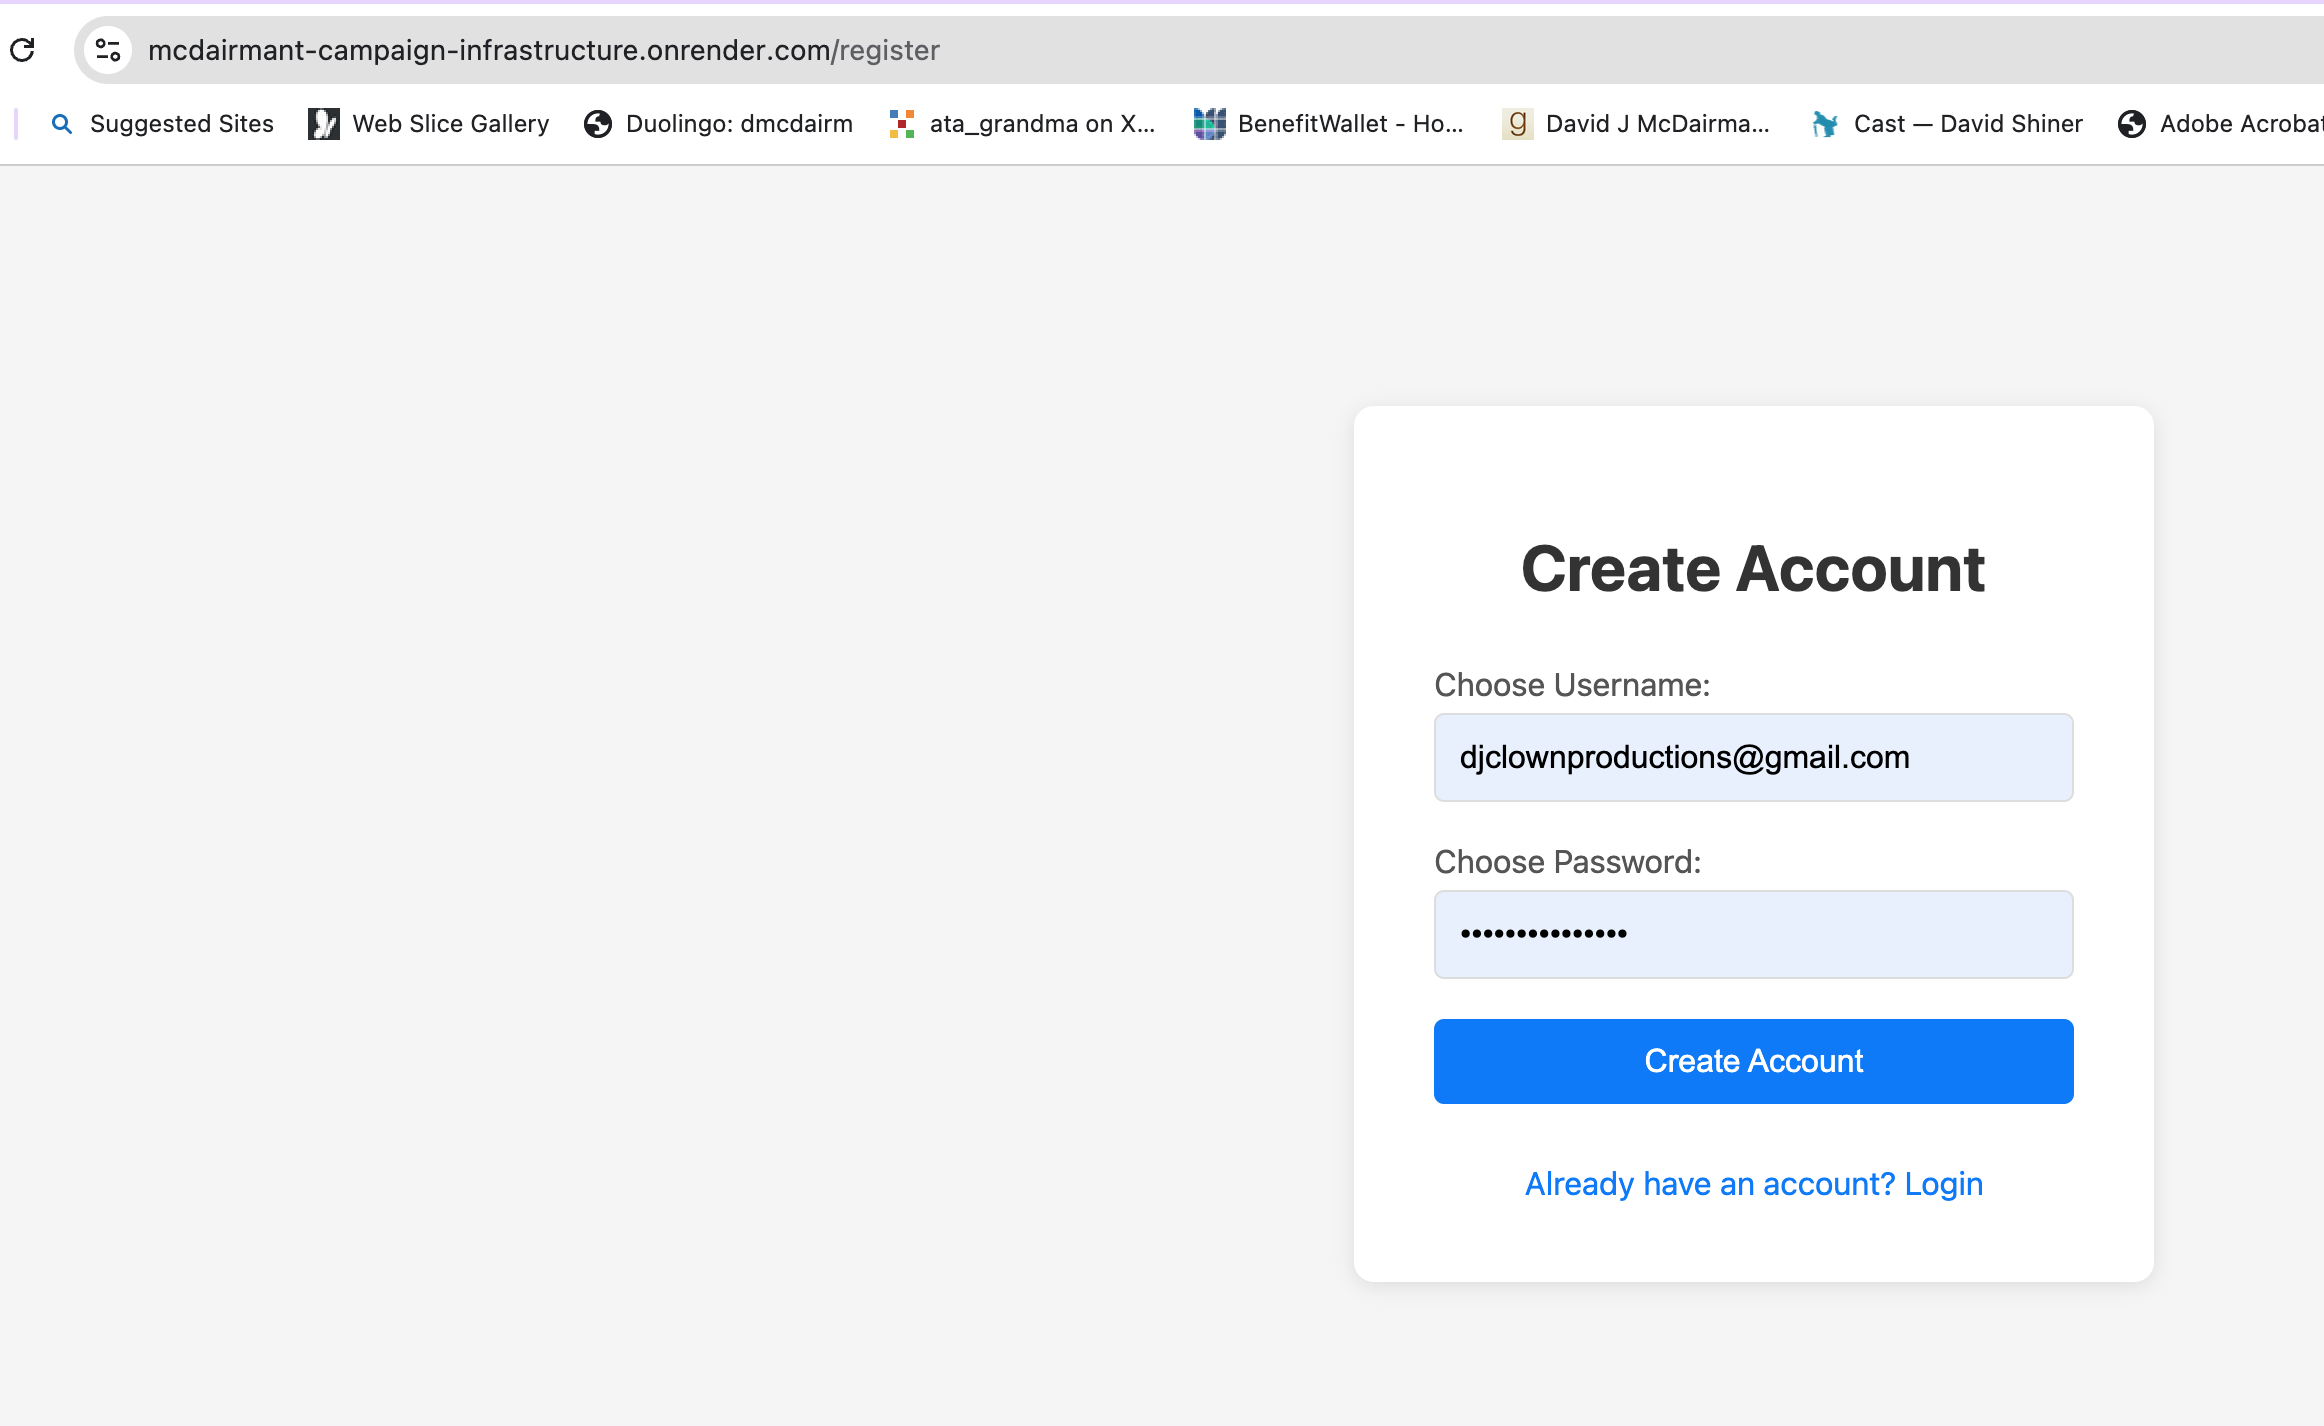 mcdairmant-campaign-infrastructure.onrender.com/register
Suggested Sites Web Slice Gallery Duolingo: dmcdairm ata_grandma on X... BenefitWallet - Ho... g David J McDairma... Cast — David Shiner Adobe Acrobat
Create Account
Choose Username:
djclownproductions@gmail.com
Choose Password:
•••••••••••••••
Create Account
Already have an account? Login